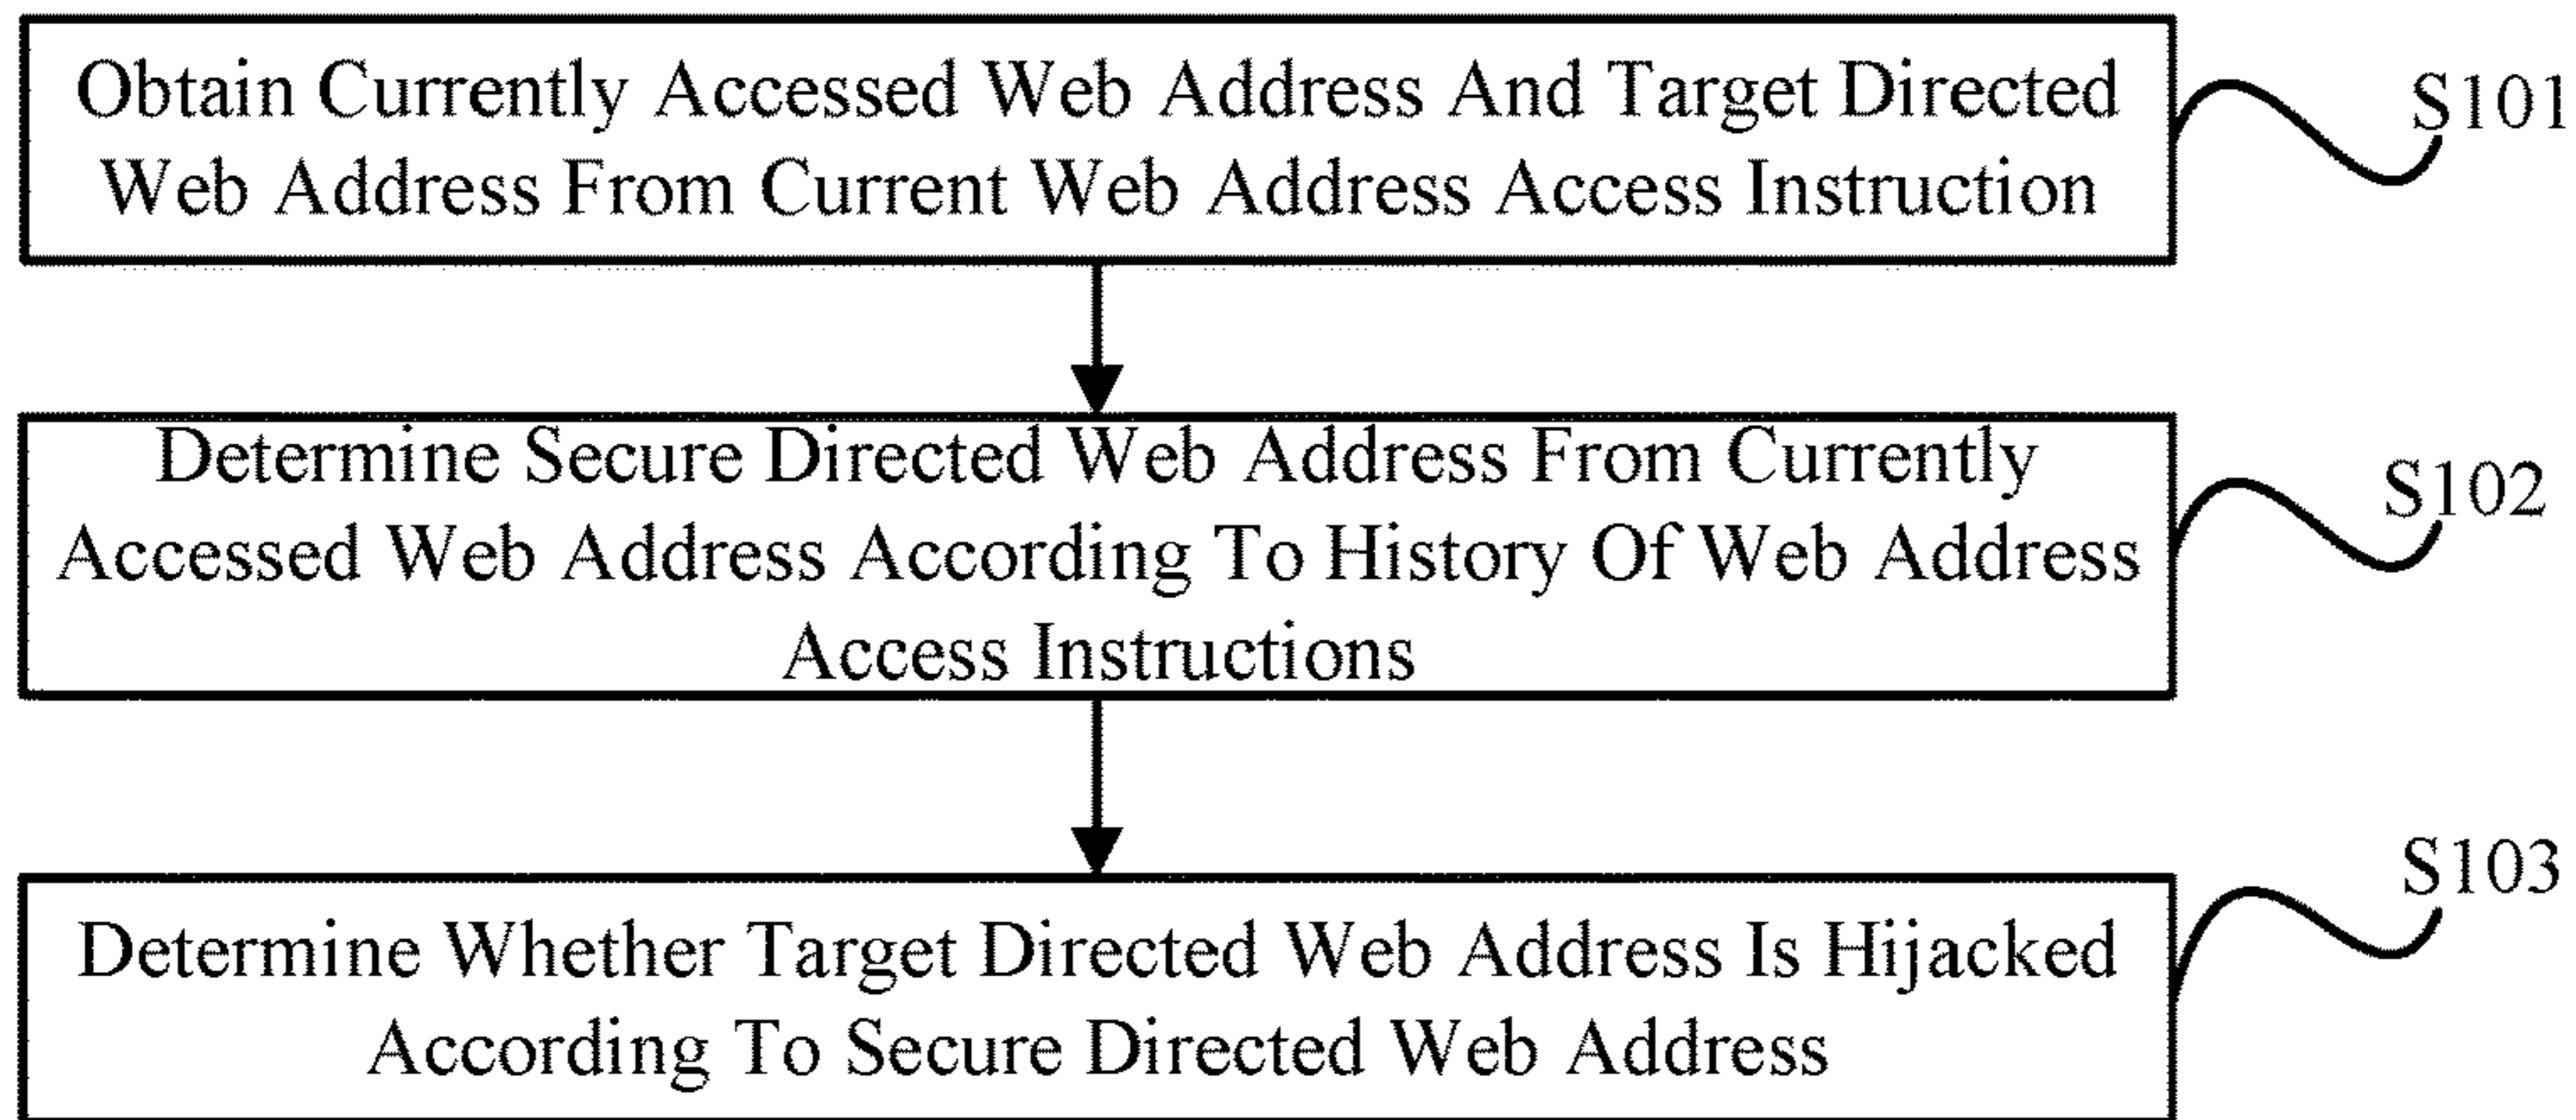 Obtain Currently Accessed Web Address And Target Directed
Web Address From Current Web Address Access Instruction
S101
Determine Secure Directed Web Address From Currently
Accessed Web Address According To History Of Web Address
Access Instructions
S102
Determine Whether Target Directed Web Address Is Hijacked
According To Secure Directed Web Address
S103